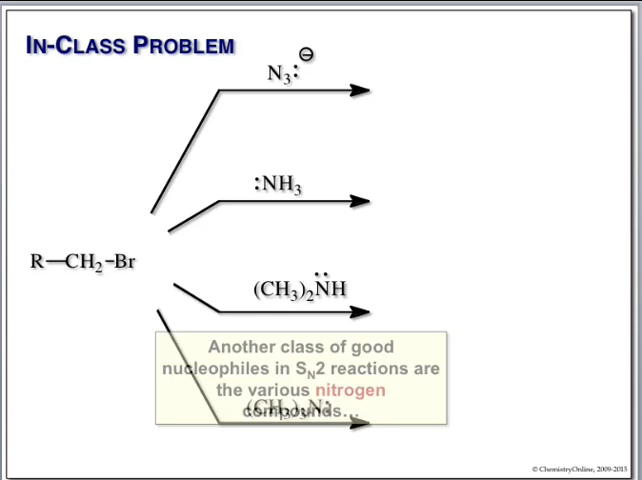 IN-CLASS PROBLEM
N₃:⊖
:NH₃
R—CH₂–Br
(CH₃)₂N̈H
Another class of good
nucleophiles in SN2 reactions are
the various nitrogen
compounds…
(CH₃)₃N:
© ChemistryOnline, 2009-2015